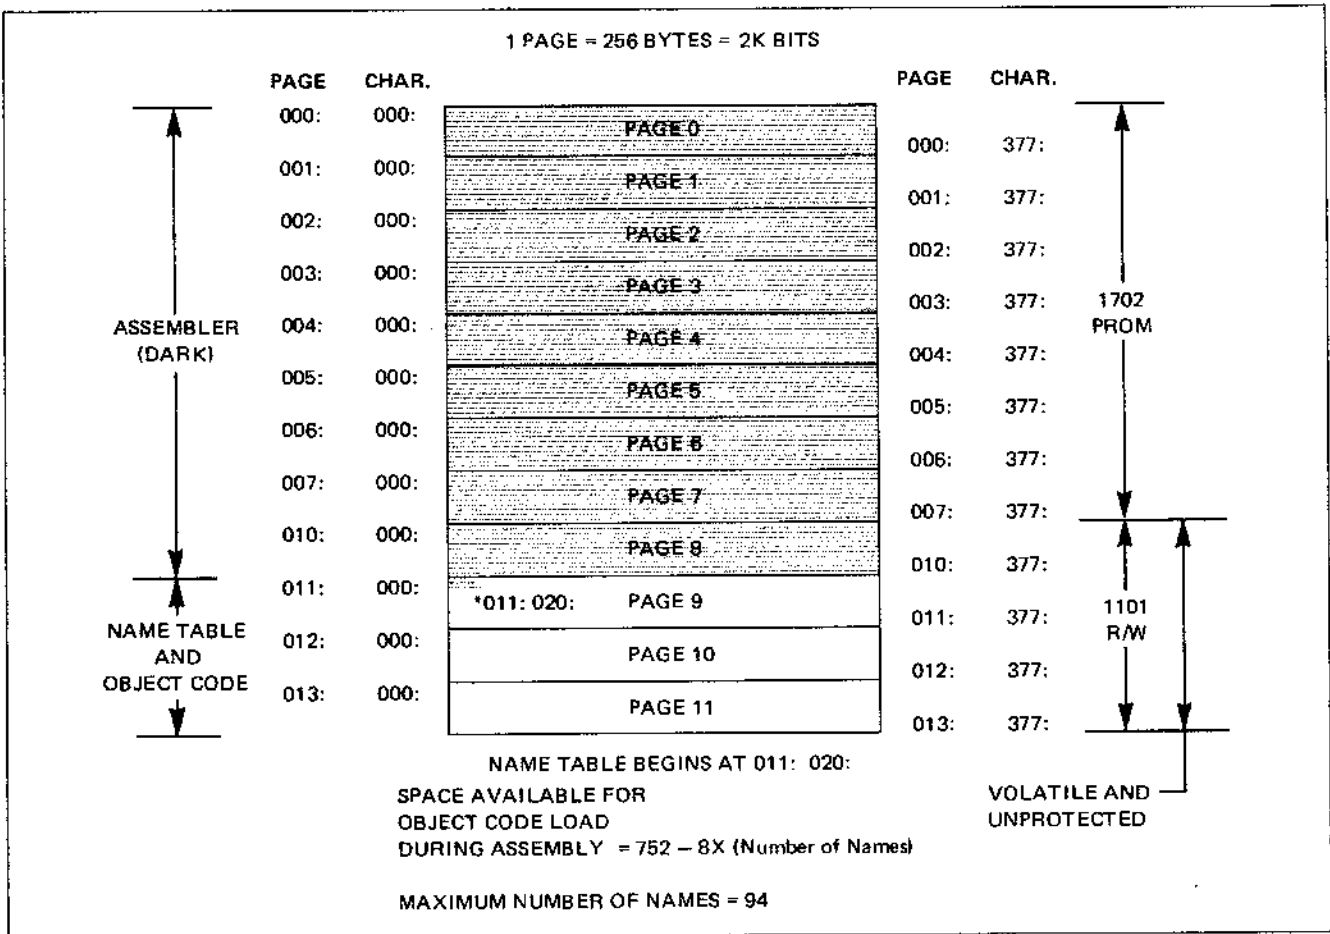 1 PAGE = 256 BYTES = 2K BITS
PAGE CHAR. PAGE CHAR.
000: 000: PAGE 0
000: 377:
001: 000: PAGE 1
001: 377:
002: 000: PAGE 2
002: 377:
003: 000: PAGE 3
003: 377:
1702
PROM
ASSEMBLER
(DARK)
004: 000: PAGE 4
004: 377:
005: 000: PAGE 5
005: 377:
006: 000: PAGE 6
006: 377:
007: 000: PAGE 7
007: 377:
010: 000: PAGE 8
010: 377:
011: 000: *011: 020: PAGE 9
011: 377:
1101
R/W
NAME TABLE
AND
OBJECT CODE
012: 000: PAGE 10
012: 377:
013: 000: PAGE 11
013: 377:
NAME TABLE BEGINS AT 011: 020:
SPACE AVAILABLE FOR
OBJECT CODE LOAD
DURING ASSEMBLY = 752 – 8X (Number of Names)
VOLATILE AND
UNPROTECTED
MAXIMUM NUMBER OF NAMES = 94